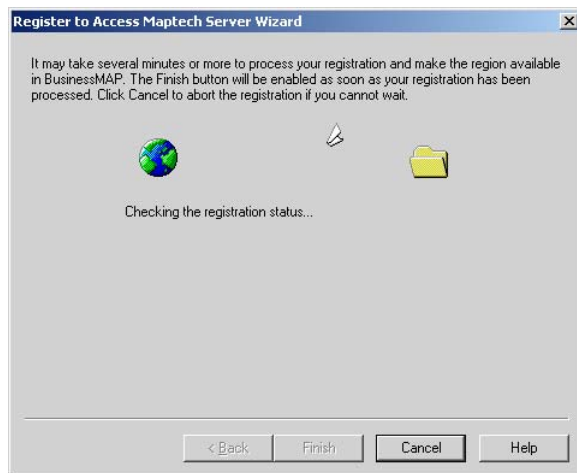 Register to Access Maptech Server Wizard
It may take several minutes or more to process your registration and make the region available
in BusinessMAP. The Finish button will be enabled as soon as your registration has been
processed. Click Cancel to abort the registration if you cannot wait.
Checking the registration status...
< Back Finish Cancel Help